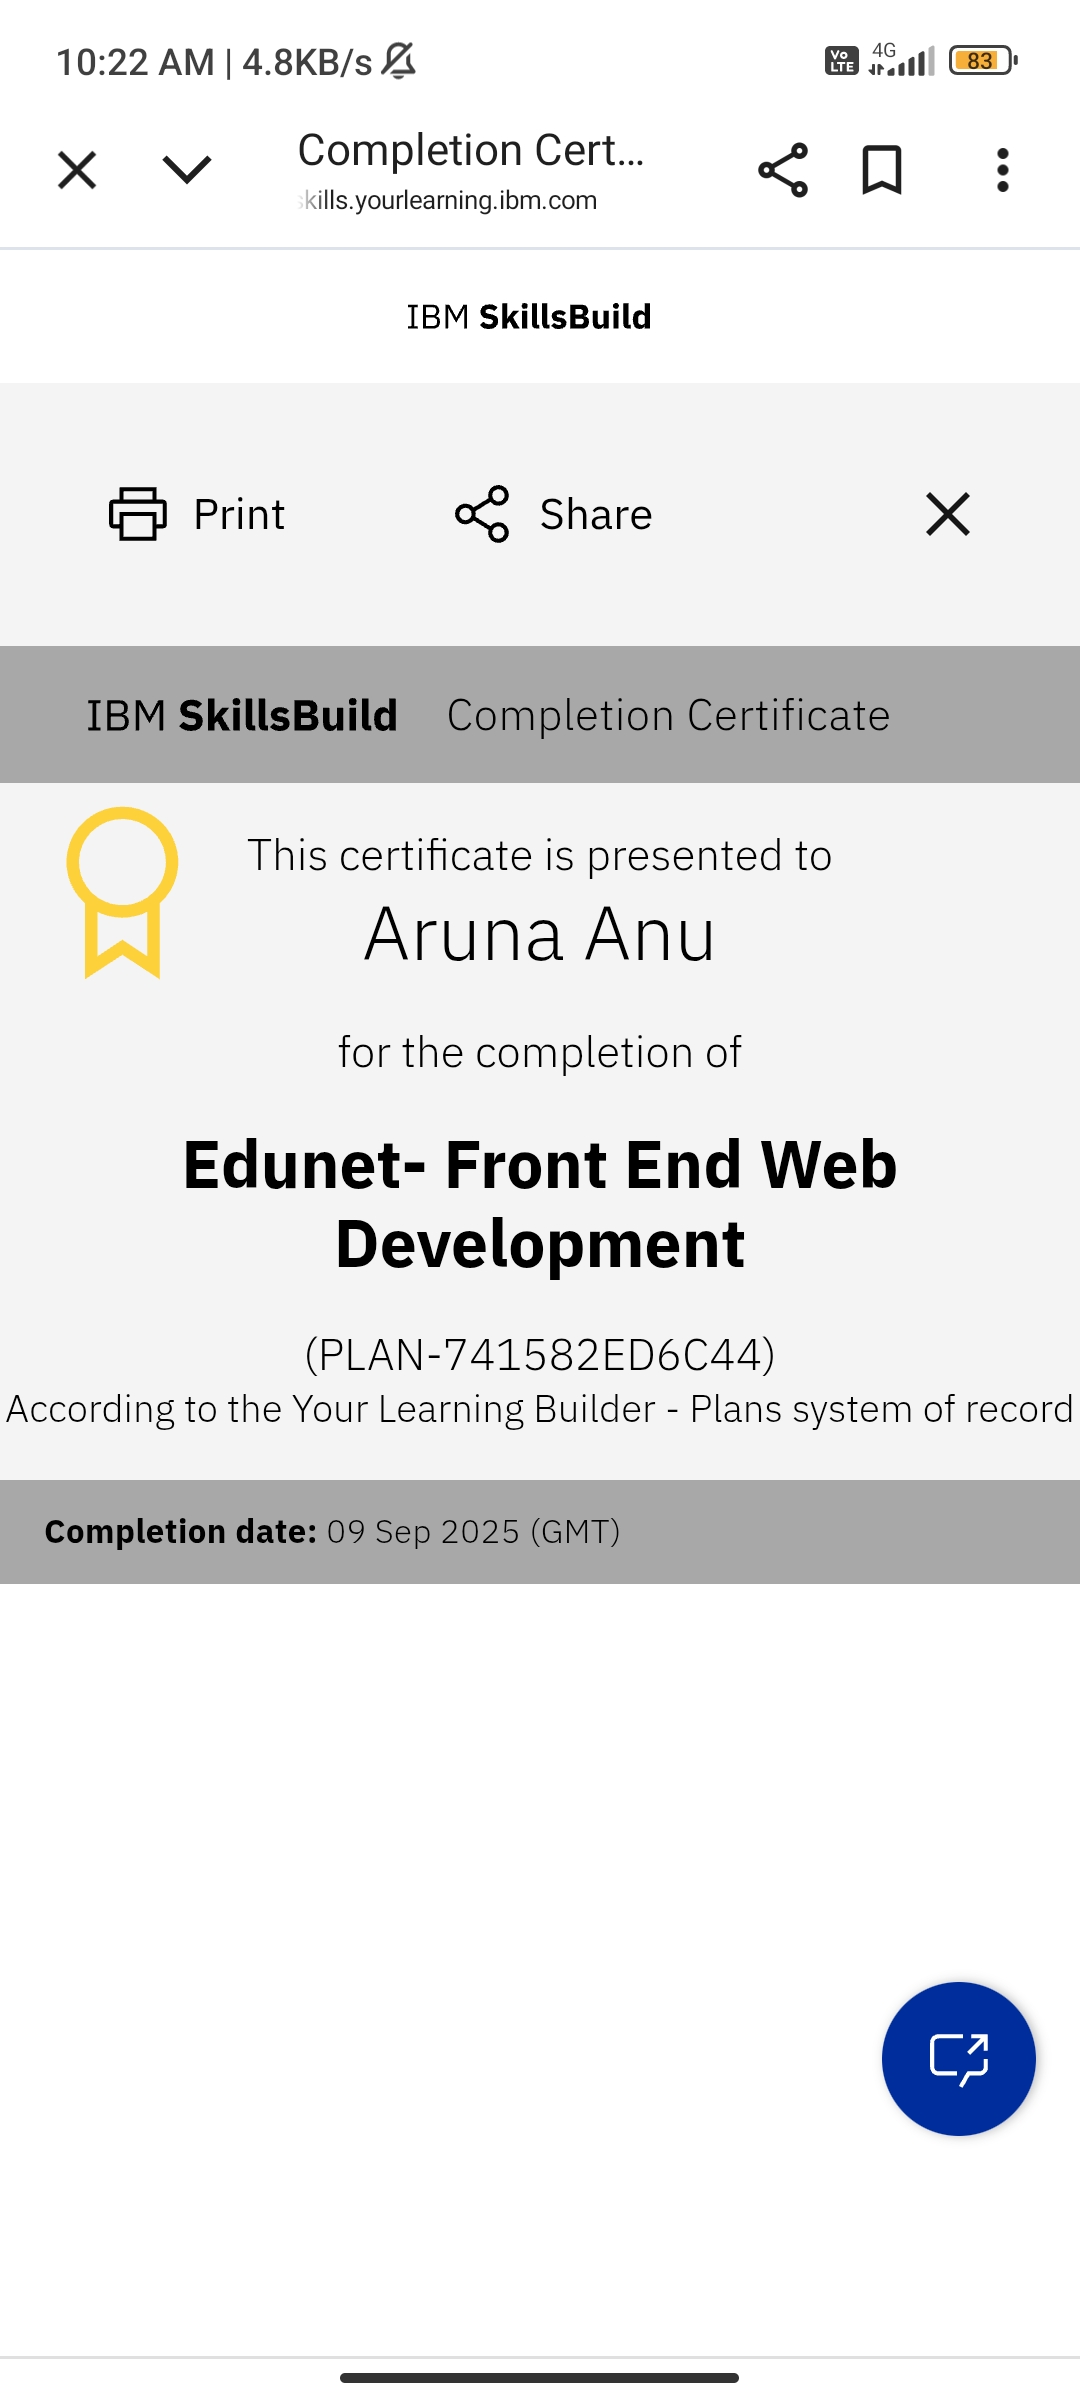 10:22 AM | 4.8KB/s
Vo LTE 4G 83
Completion Cert...
skills.yourlearning.ibm.com
IBM SkillsBuild
Print Share
IBM SkillsBuild Completion Certificate
This certificate is presented to
Aruna Anu
for the completion of
Edunet- Front End Web
Development
(PLAN-741582ED6C44)
According to the Your Learning Builder - Plans system of record
Completion date: 09 Sep 2025 (GMT)